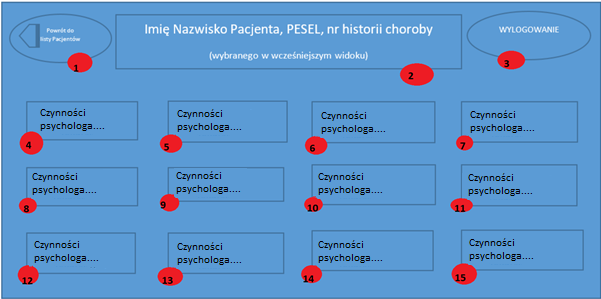 Powrót do
listy Pacjentów
Imię Nazwisko Pacjenta, PESEL, nr historii choroby
(wybranego w wcześniejszym widoku)
WYLOGOWANIE
1
2
3
Czynności
psychologa....
Czynności
psychologa....
Czynności
psychologa....
Czynności
psychologa....
4
5
6
7
Czynności
psychologa....
Czynności
psychologa....
Czynności
psychologa....
Czynności
psychologa....
8
9
10
11
Czynności
psychologa....
Czynności
psychologa....
Czynności
psychologa....
Czynności
psychologa....
12
13
14
15